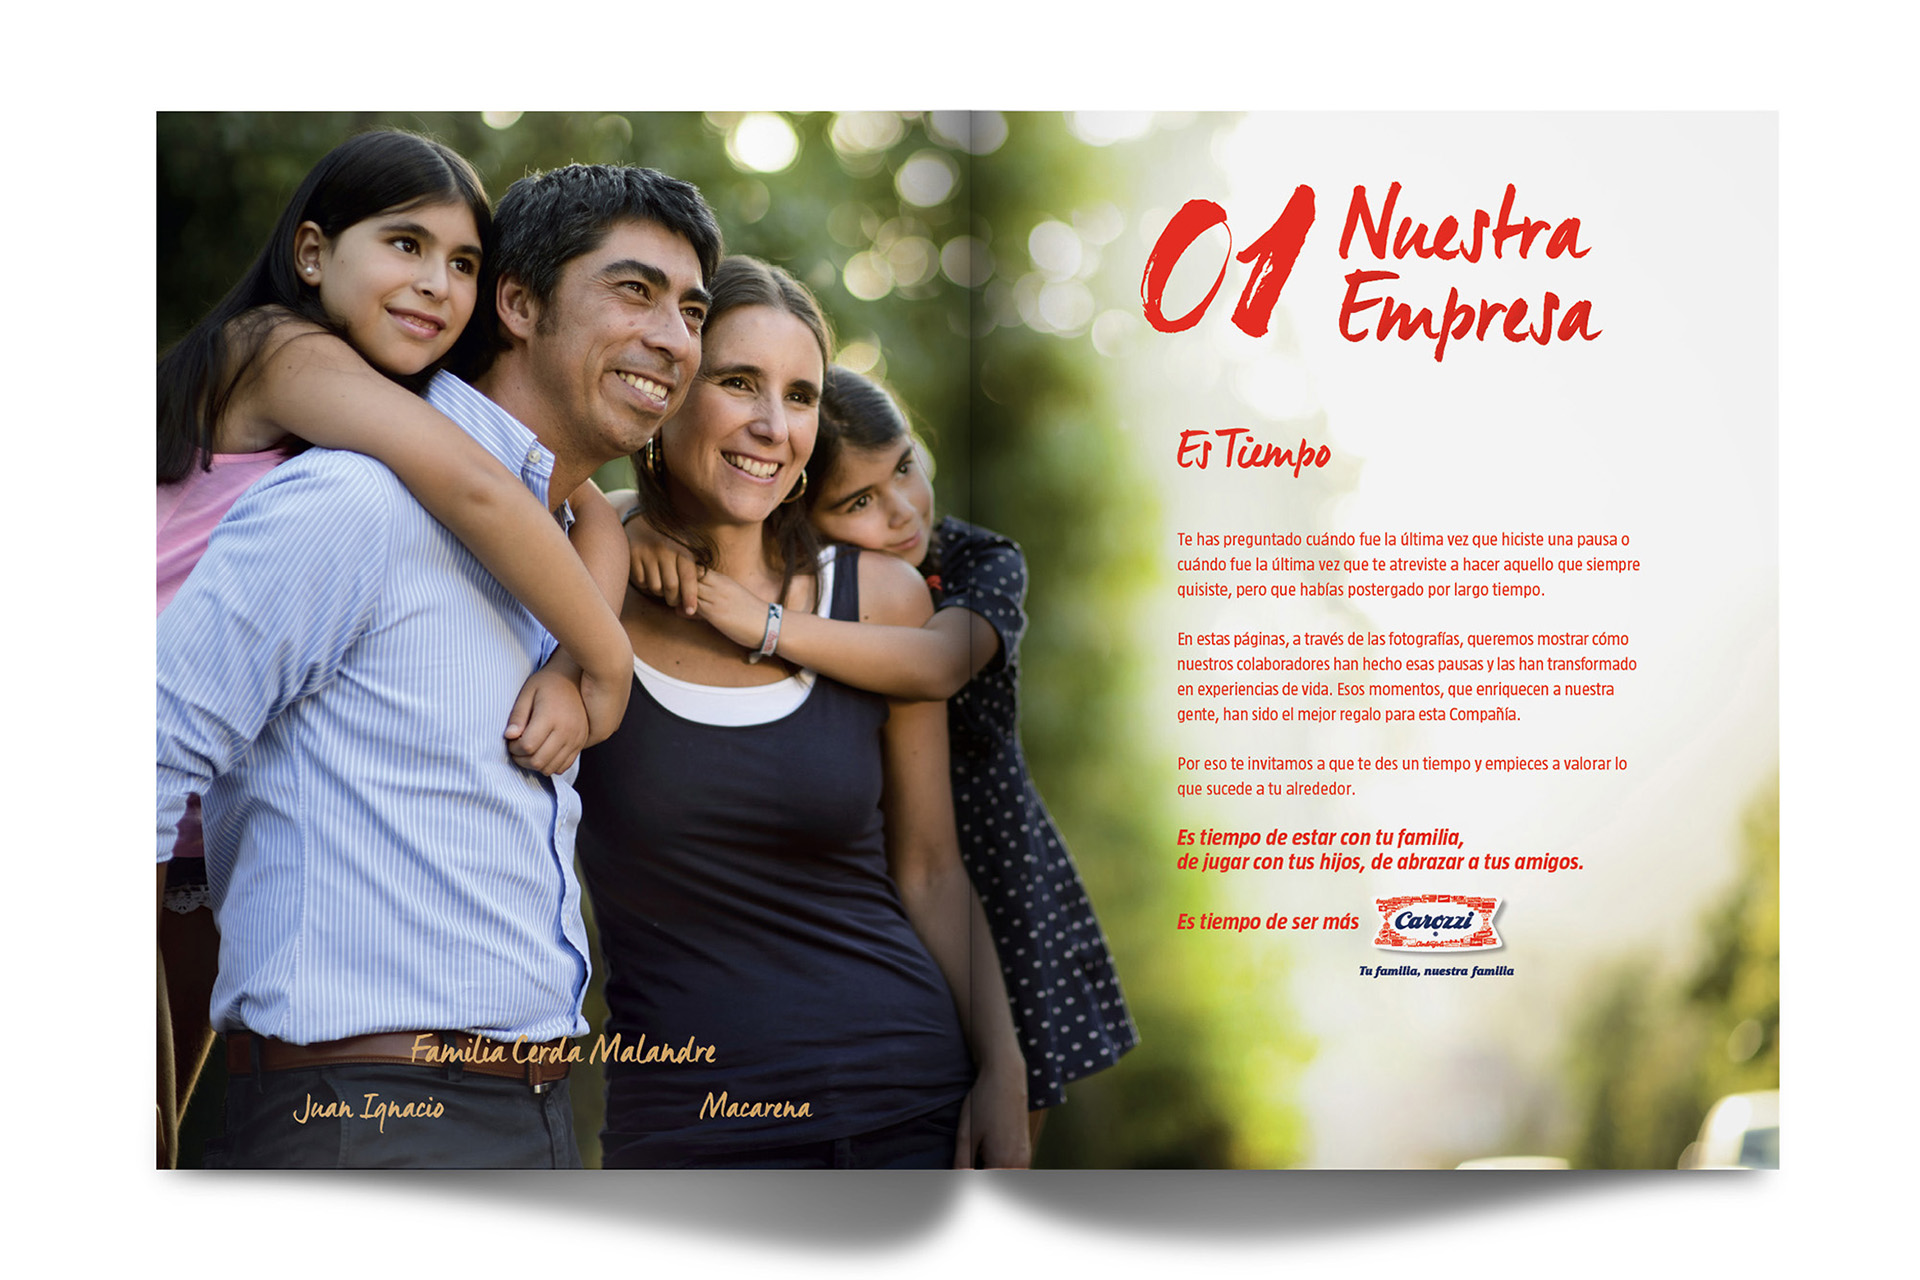 Familia Cerda Malandre
Juan Ignacio
Macarena
01 Nuestra
Empresa
Es Tiempo
Te has preguntado cuándo fue la última vez que hiciste una pausa o
cuándo fue la última vez que te atreviste a hacer aquello que siempre
quisiste, pero que habías postergado por largo tiempo.
En estas páginas, a través de las fotografías, queremos mostrar cómo
nuestros colaboradores han hecho esas pausas y las han transformado
en experiencias de vida. Esos momentos, que enriquecen a nuestra
gente, han sido el mejor regalo para esta Compañía.
Por eso te invitamos a que te des un tiempo y empieces a valorar lo
que sucede a tu alrededor.
Es tiempo de estar con tu familia,
de jugar con tus hijos, de abrazar a tus amigos.
Es tiempo de ser más
Carozzi
Tu familia, nuestra familia